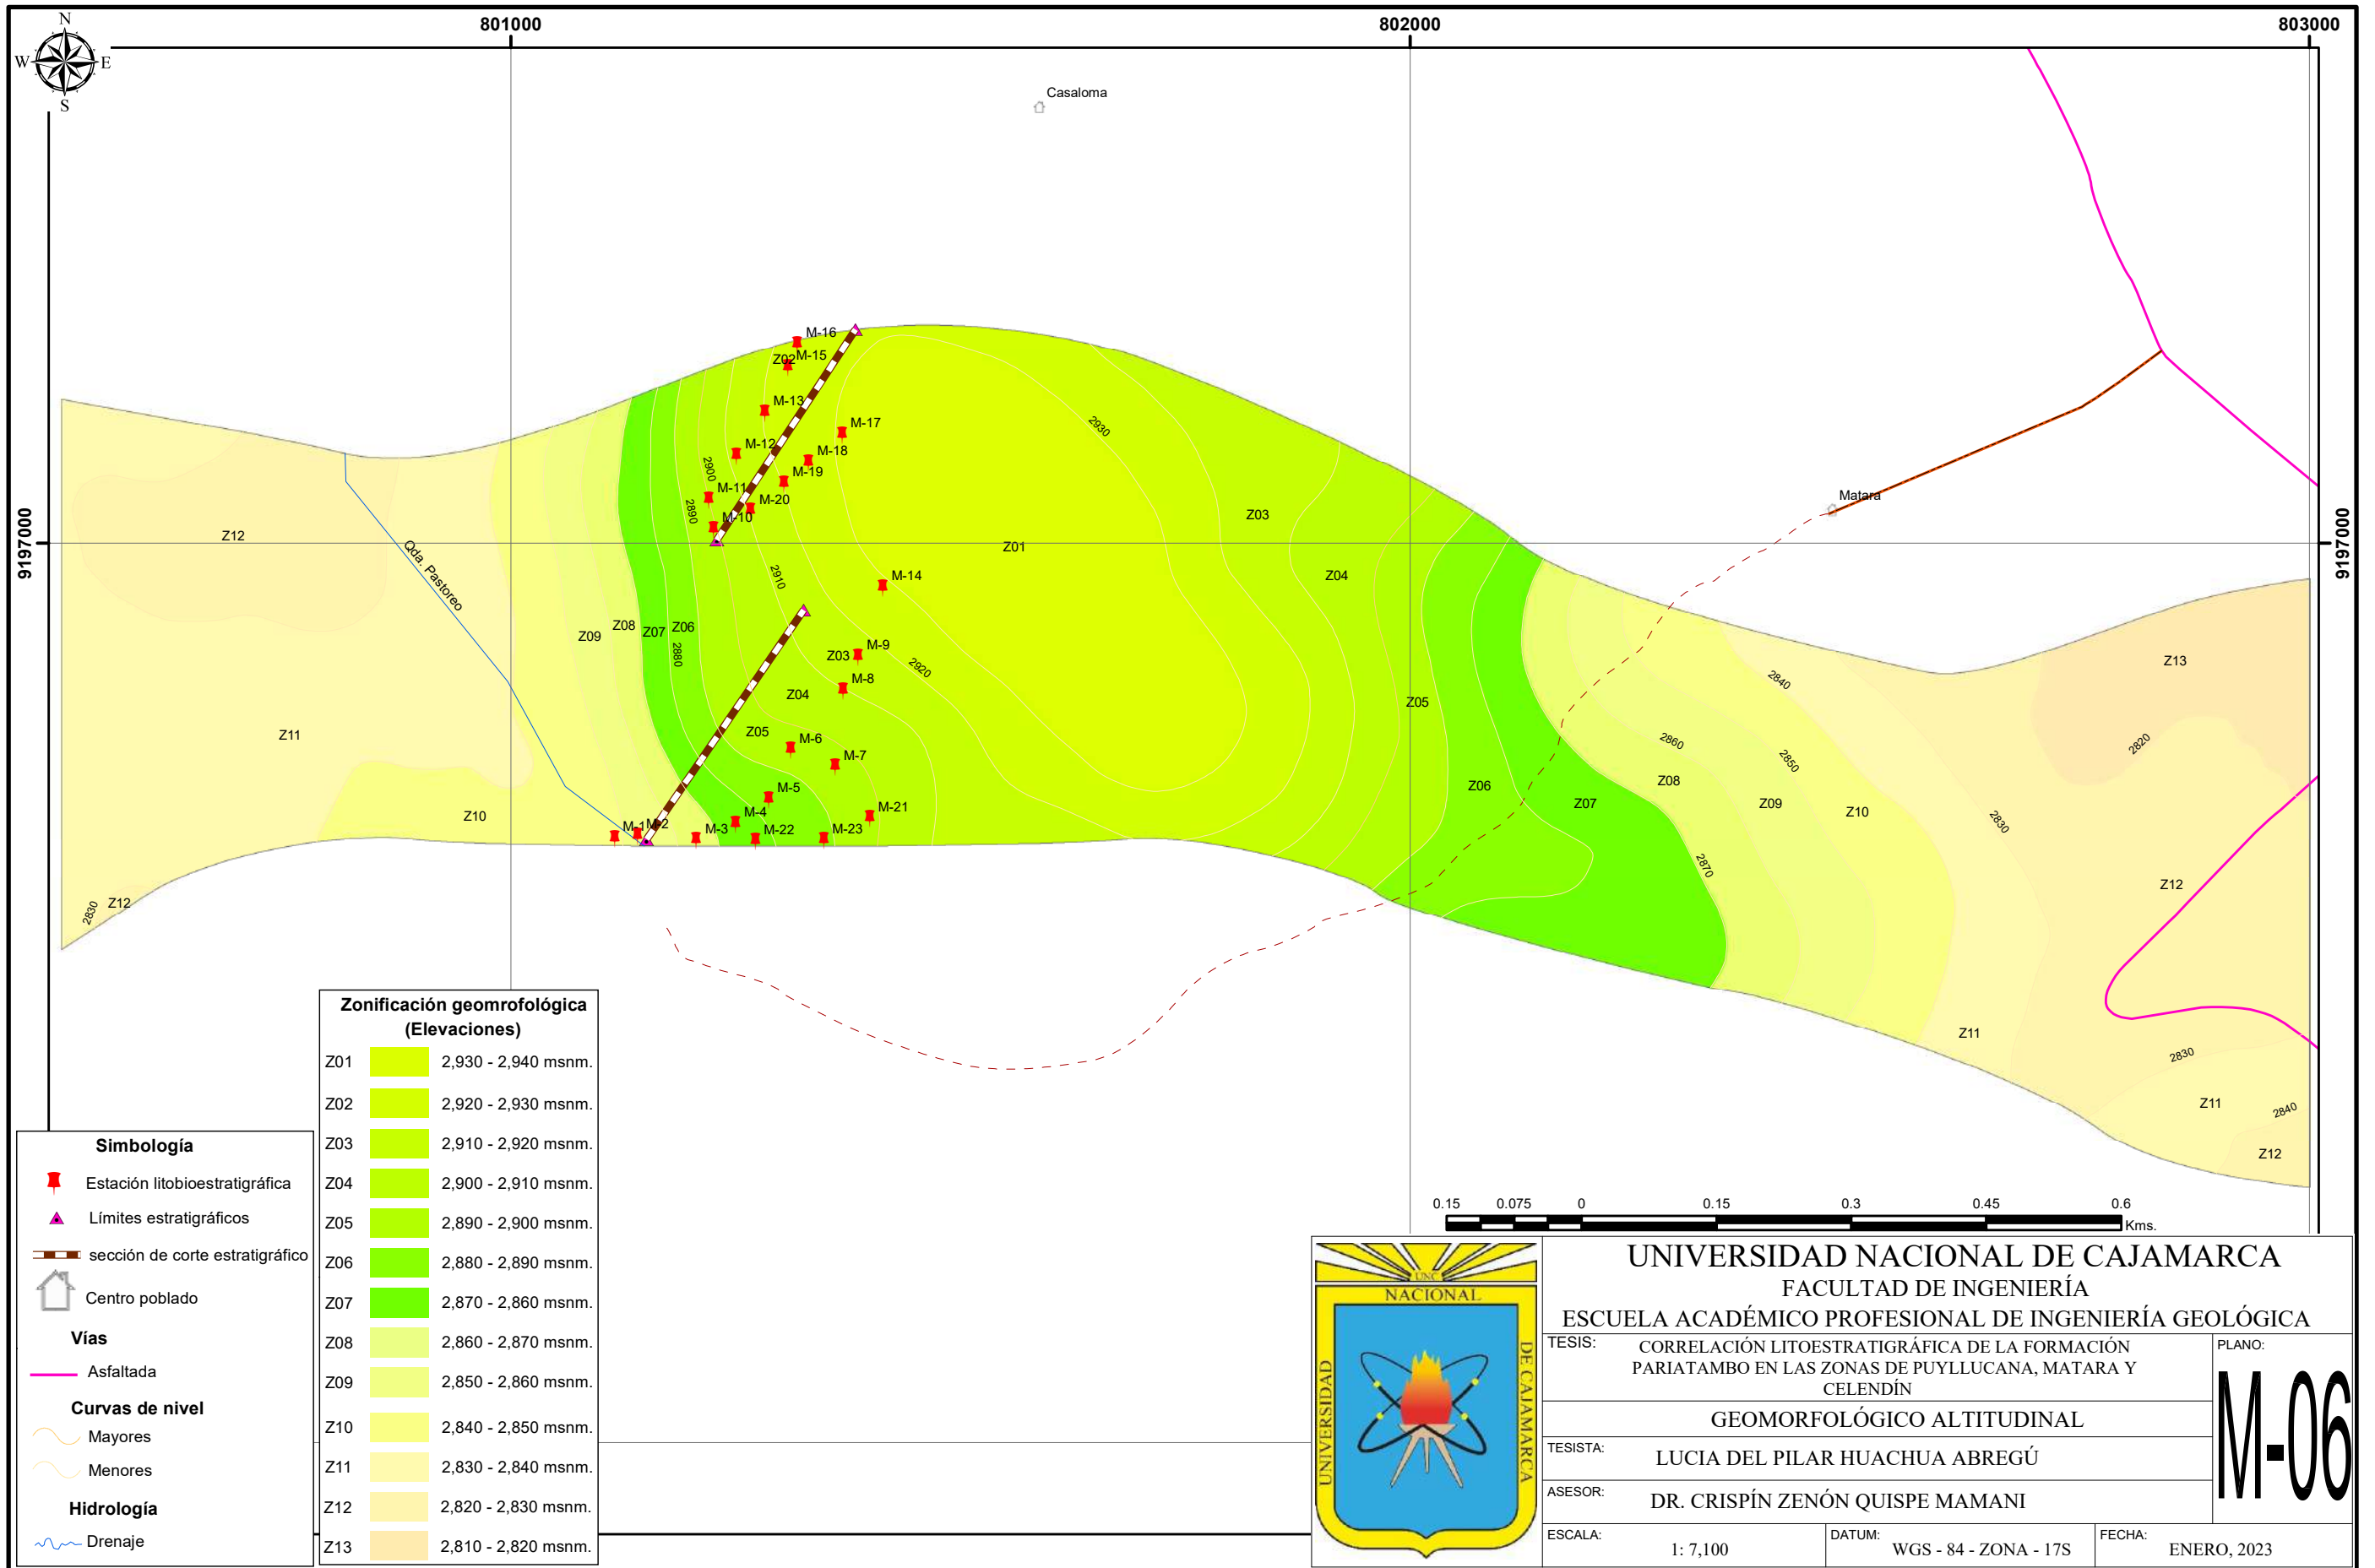 N
W
E
S
801000
802000
803000
9197000
9197000
Casaloma
Matara
Qda. Pastoreo
M-16
Z02
M-15
M-13
M-17
M-12
M-18
M-19
M-11
M-20
M-10
M-14
M-9
M-8
M-6
M-7
M-5
M-4
M-21
M-1
M-2
M-3
M-22
M-23
2930
2900
2890
2910
2880
2920
Z12
Z11
Z10
Z12
2830
Z09
Z08
Z07
Z06
Z03
Z04
Z05
Z01
Z03
Z04
Z05
Z06
Z07
Z08
Z09
Z10
Z13
Z12
Z11
Z11
Z12
2840
2860
2850
2870
2830
2820
2830
2840
Zonificación geomrofológica
(Elevaciones)
Z01 2,930 - 2,940 msnm.
Z02 2,920 - 2,930 msnm.
Z03 2,910 - 2,920 msnm.
Z04 2,900 - 2,910 msnm.
Z05 2,890 - 2,900 msnm.
Z06 2,880 - 2,890 msnm.
Z07 2,870 - 2,860 msnm.
Z08 2,860 - 2,870 msnm.
Z09 2,850 - 2,860 msnm.
Z10 2,840 - 2,850 msnm.
Z11 2,830 - 2,840 msnm.
Z12 2,820 - 2,830 msnm.
Z13 2,810 - 2,820 msnm.
Simbología
Estación litobioestratigráfica
Límites estratigráficos
sección de corte estratigráfico
Centro poblado
Vías
Asfaltada
Curvas de nivel
Mayores
Menores
Hidrología
Drenaje
0.15 0.075 0 0.15 0.3 0.45 0.6
Kms.
UNC
NACIONAL
UNIVERSIDAD
DE CAJAMARCA
UNIVERSIDAD NACIONAL DE CAJAMARCA
FACULTAD DE INGENIERÍA
ESCUELA ACADÉMICO PROFESIONAL DE INGENIERÍA GEOLÓGICA
TESIS: CORRELACIÓN LITOESTRATIGRÁFICA DE LA FORMACIÓN
PARIATAMBO EN LAS ZONAS DE PUYLLUCANA, MATARA Y
CELENDÍN
GEOMORFOLÓGICO ALTITUDINAL
TESISTA: LUCIA DEL PILAR HUACHUA ABREGÚ
ASESOR: DR. CRISPÍN ZENÓN QUISPE MAMANI
PLANO:
M-06
ESCALA: 1: 7,100
DATUM: WGS - 84 - ZONA - 17S
FECHA: ENERO, 2023